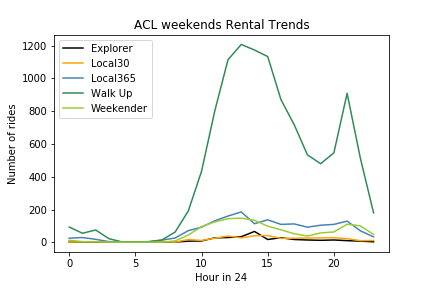 ACL weekends Rental Trends
Explorer
Local30
Local365
Walk Up
Weekender
Number of rides
1200
1000
800
600
400
200
0
0 5 10 15 20
Hour in 24